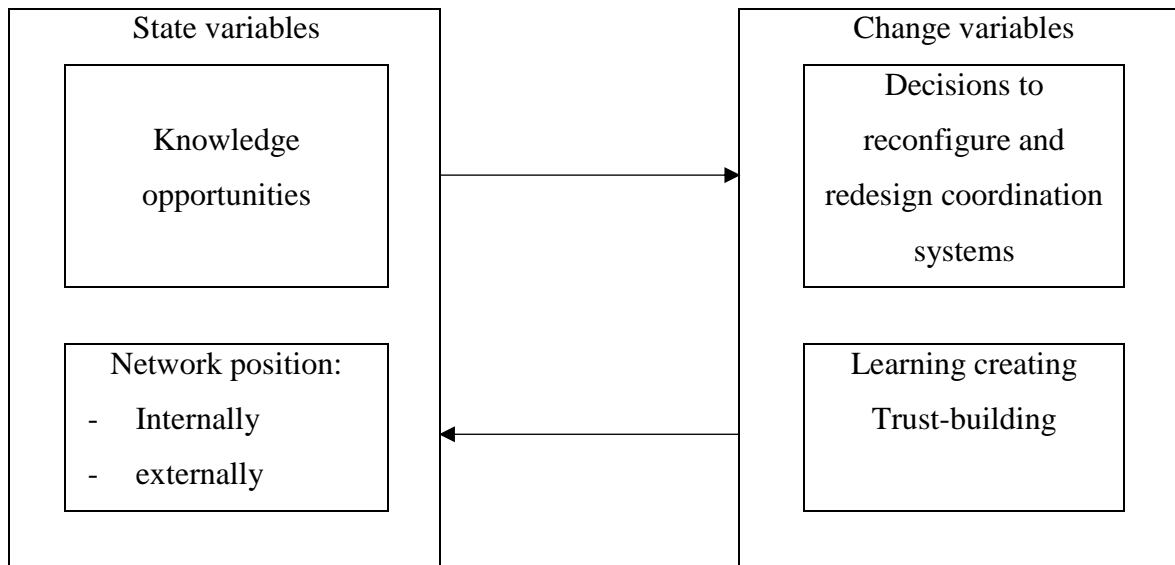 State variables
Knowledge
opportunities
Network position:
- Internally
- externally
Change variables
Decisions to
reconfigure and
redesign coordination
systems
Learning creating
Trust-building